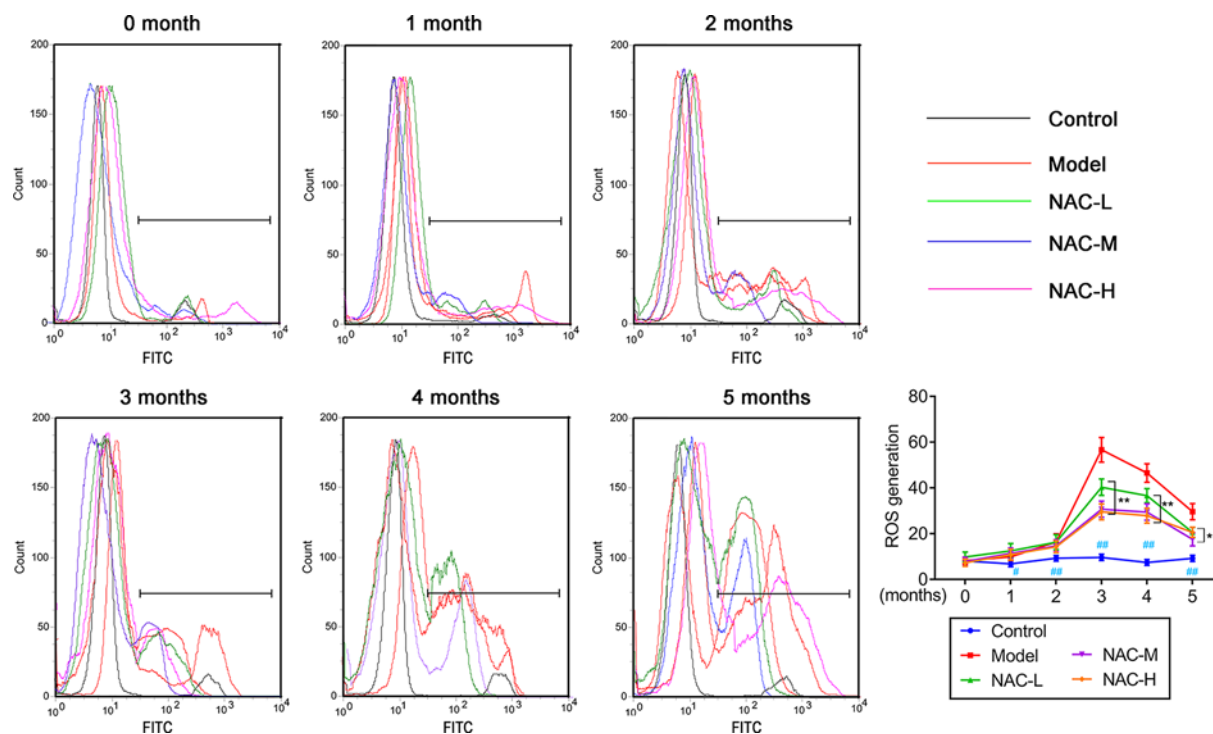 0 month
1 month
2 months
200
150
100
50
0
Count
10^0 10^1 10^2 10^3 10^4
FITC
200
150
100
50
0
Count
10^0 10^1 10^2 10^3 10^4
FITC
200
150
100
50
0
Count
10^0 10^1 10^2 10^3 10^4
FITC
Control
Model
NAC-L
NAC-M
NAC-H
3 months
4 months
5 months
200
150
100
50
0
Count
10^0 10^1 10^2 10^3 10^4
FITC
200
150
100
50
0
Count
10^0 10^1 10^2 10^3 10^4
FITC
200
150
100
50
0
Count
10^0 10^1 10^2 10^3 10^4
FITC
80
60
40
20
0
ROS generation
** ** *
# ## ## ## ##
(months) 0 1 2 3 4 5
Control
Model
NAC-L
NAC-M
NAC-H